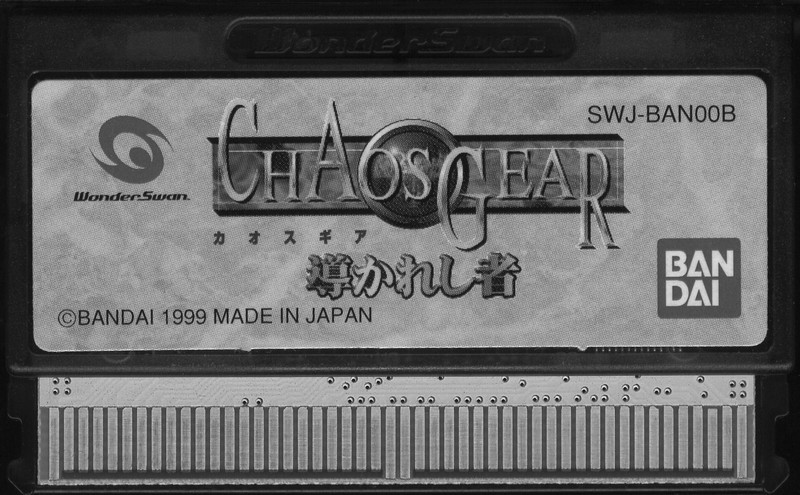 WonderSwan
SWJ-BAN00B
CHAOS GEAR
WonderSwan
カオスギア
導かれし者
BANDAI
©BANDAI 1999 MADE IN JAPAN